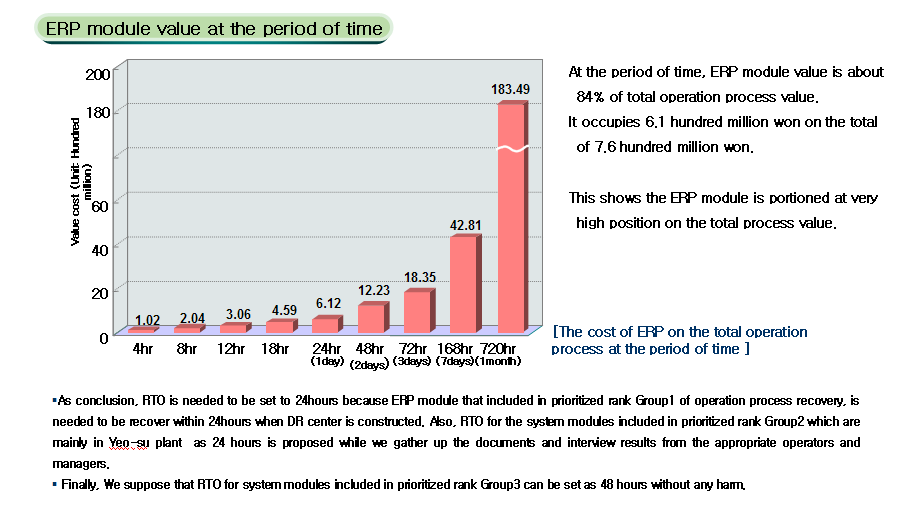 ERP module value at the period of time
At the period of time, ERP module value is about
84% of total operation process value.
It occupies 6.1 hundred million won on the total
of 7.6 hundred million won.
This shows the ERP module is portioned at very
high position on the total process value.
[The cost of ERP on the total operation
process at the period of time ]
Value cost (Unit: Hundred
million)
200
180
60
40
20
0
1.02
2.04
3.06
4.59
6.12
12.23
18.35
42.81
183.49
4hr 8hr 12hr 18hr 24hr 48hr 72hr 168hr 720hr
(1day) (2days) (3days) (7days) (1month)
▪As conclusion, RTO is needed to be set to 24hours because ERP module that included in prioritized rank Group1 of operation process recovery, is
needed to be recover within 24hours when DR center is constructed. Also, RTO for the system modules included in prioritized rank Group2 which are
mainly in Yeo-su plant as 24 hours is proposed while we gather up the documents and interview results from the appropriate operators and
managers.
▪ Finally, We suppose that RTO for system modules included in prioritized rank Group3 can be set as 48 hours without any harm.